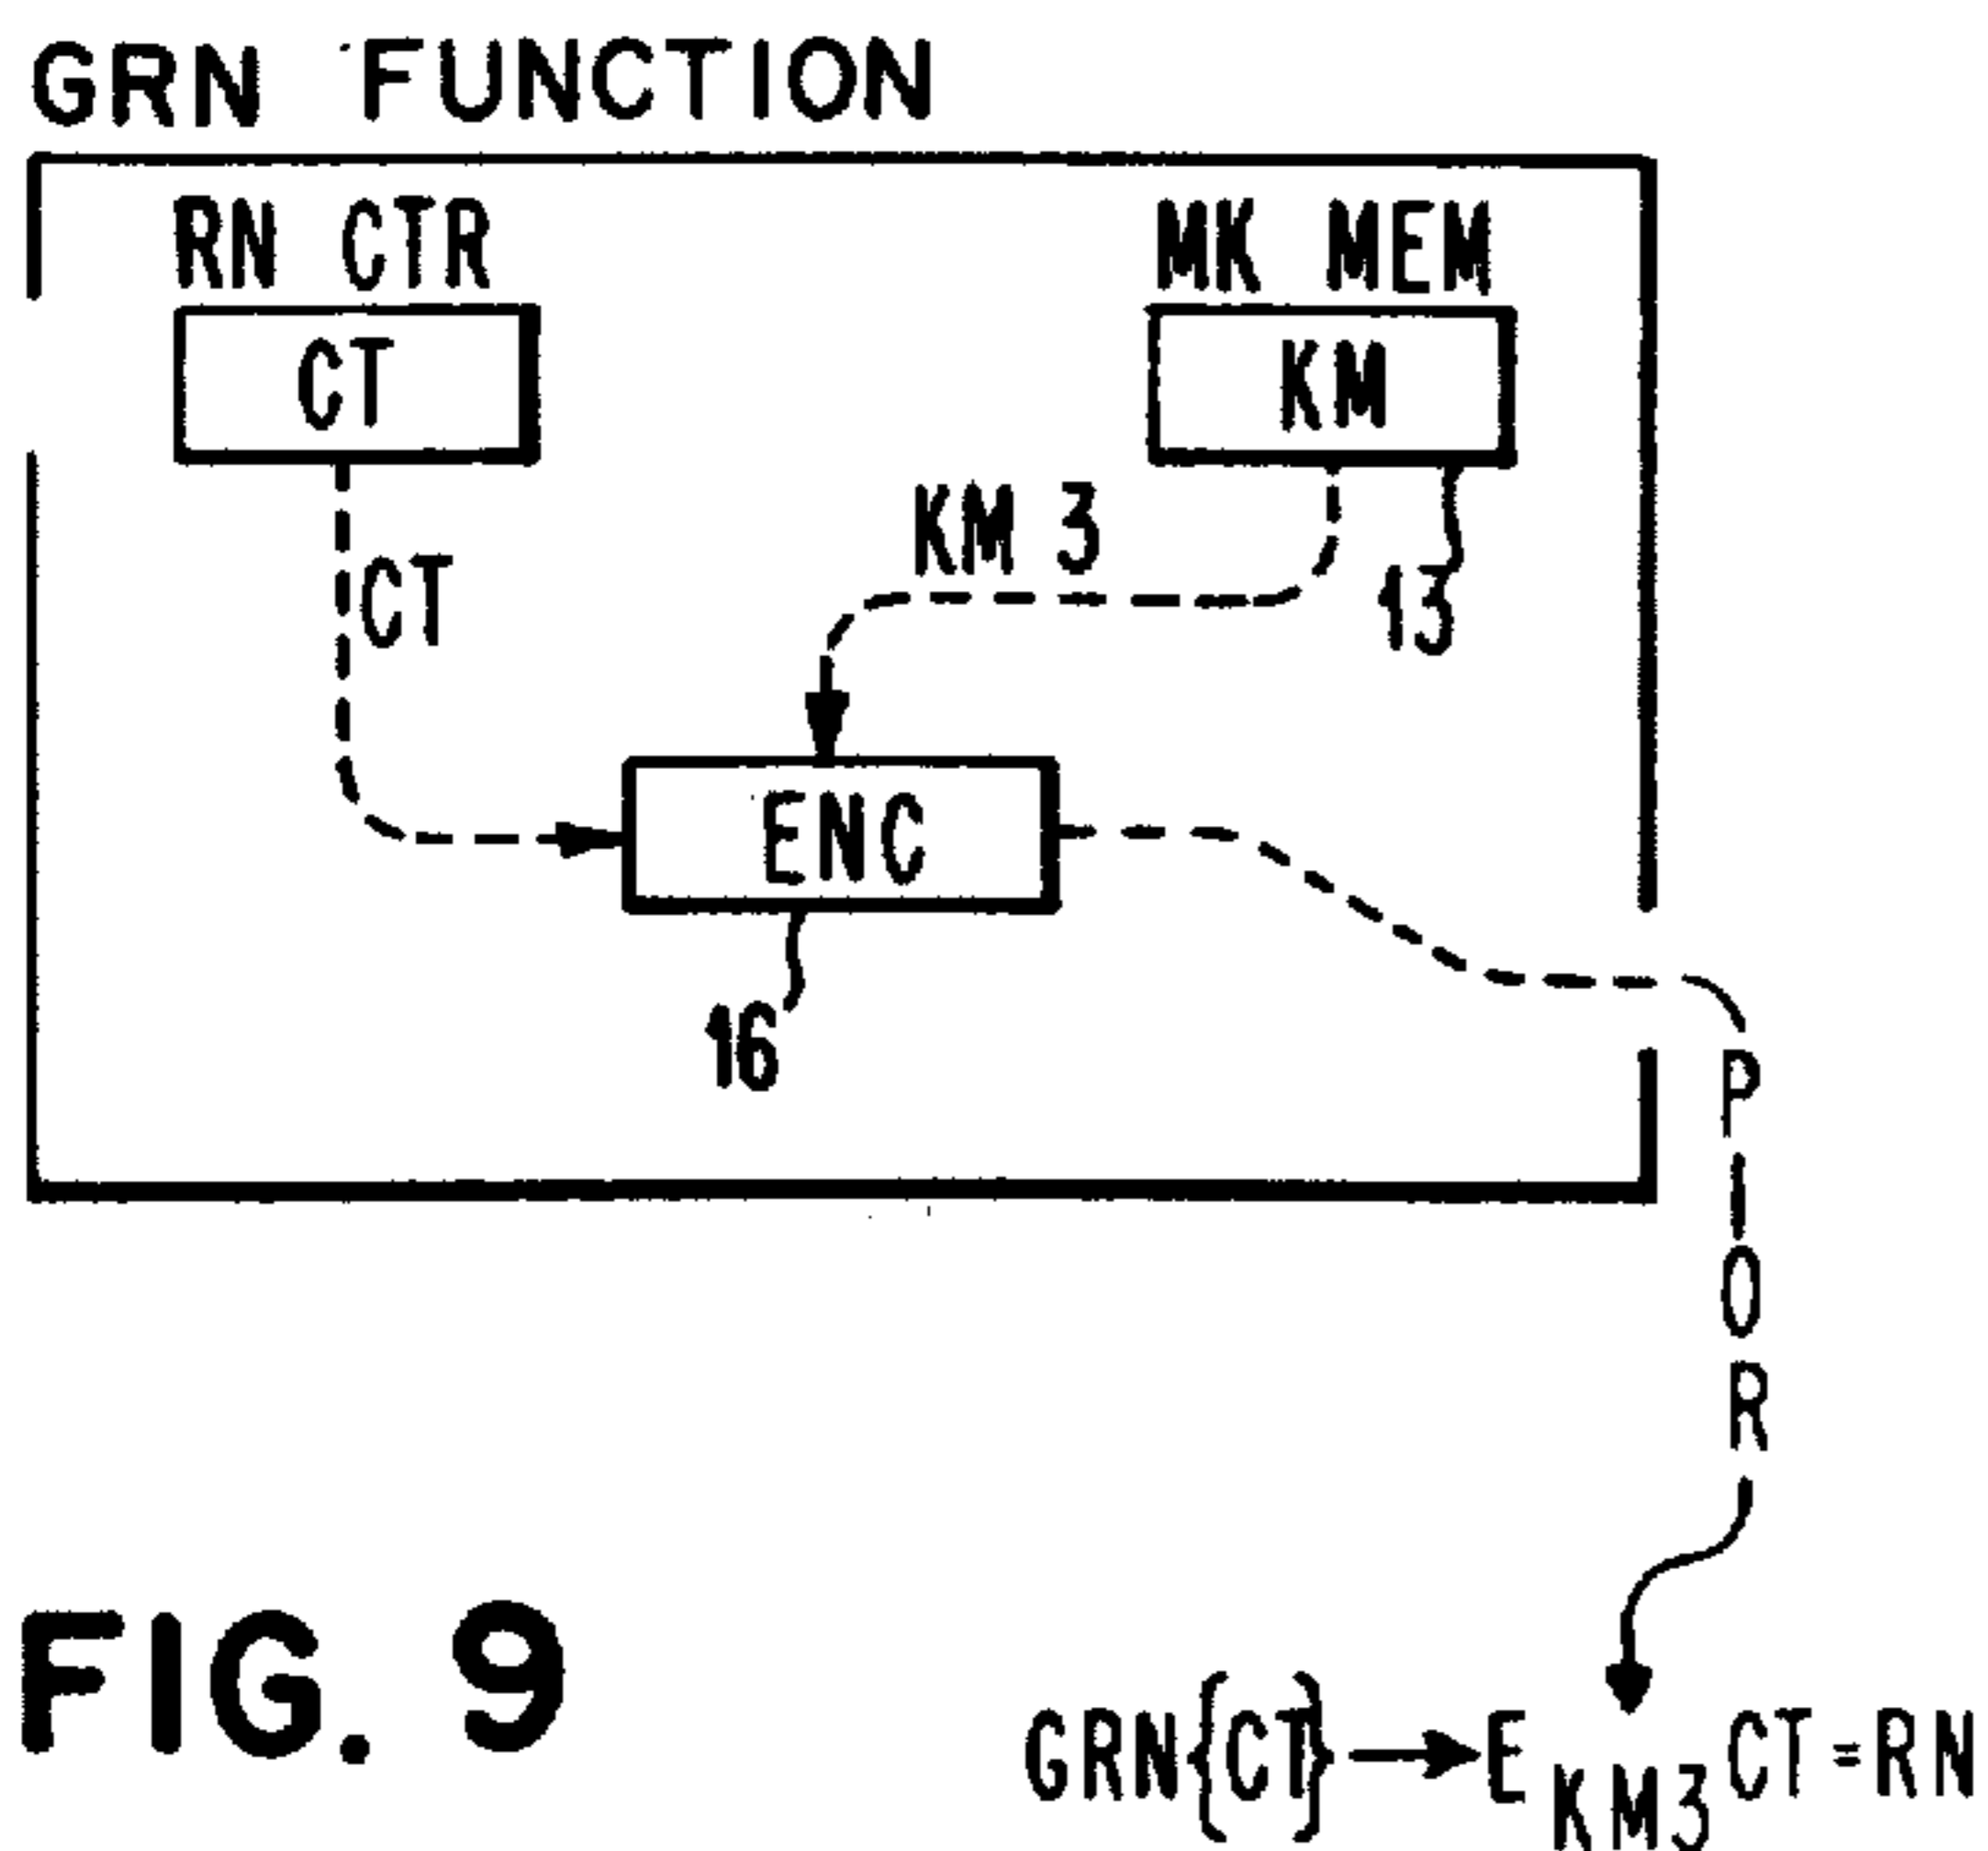 GRN FUNCTION
RN CTR
MK MEM
CT
KM
KM 3
CT
13
ENC
16
P
O
R
FIG. 9
GRN{CT}→E KM3 CT=RN